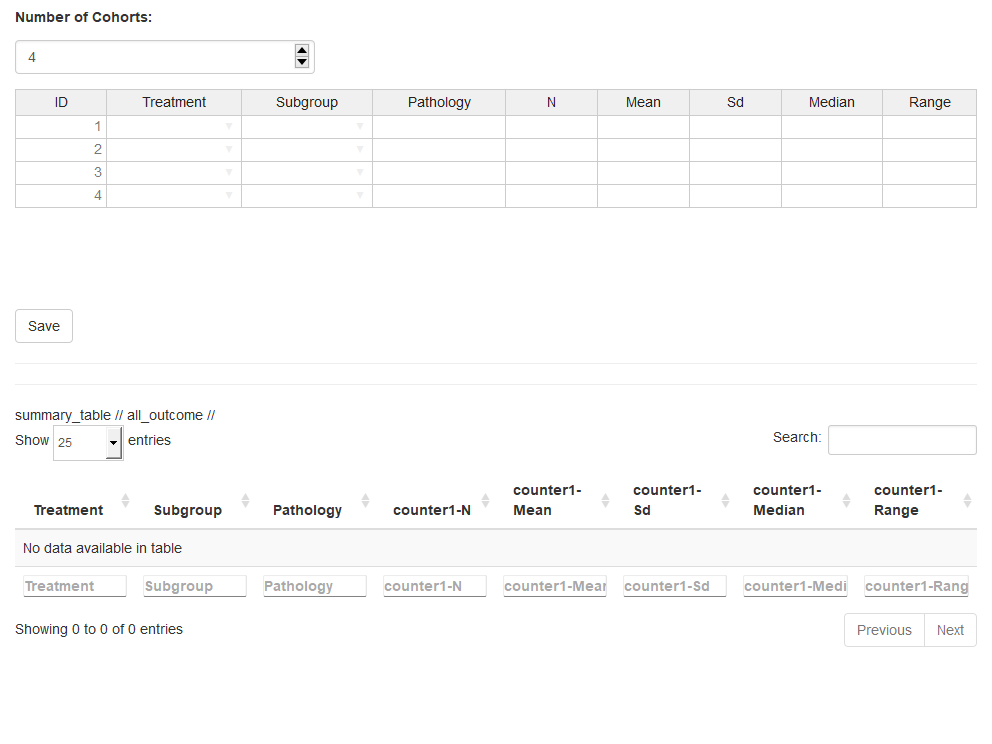 Number of Cohorts:
4
ID Treatment Subgroup Pathology N Mean Sd Median Range
1
2
3
4
Save
summary_table // all_outcome //
Show 25 entries
Search:
Treatment Subgroup Pathology counter1-N counter1-Mean counter1-Sd counter1-Median counter1-Range
No data available in table
Treatment Subgroup Pathology counter1-N counter1-Mear counter1-Sd counter1-Medi counter1-Rang
Showing 0 to 0 of 0 entries
Previous Next